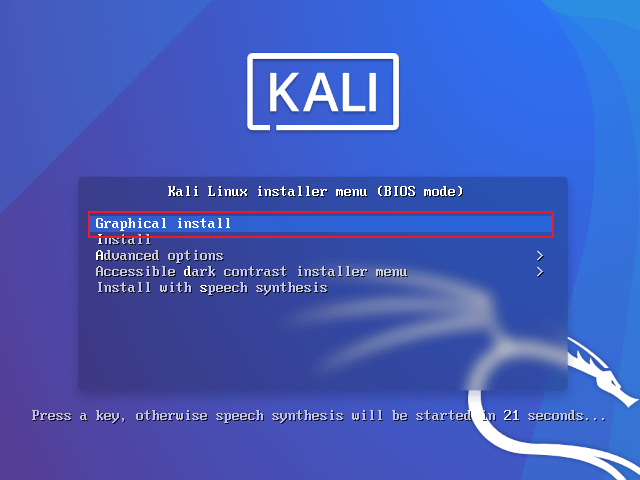 KALI
Kali Linux installer menu (BIOS mode)
Graphical install
Install
Advanced options >
Accessible dark contrast installer menu >
Install with speech synthesis
Press a key, otherwise speech synthesis will be started in 21 seconds...